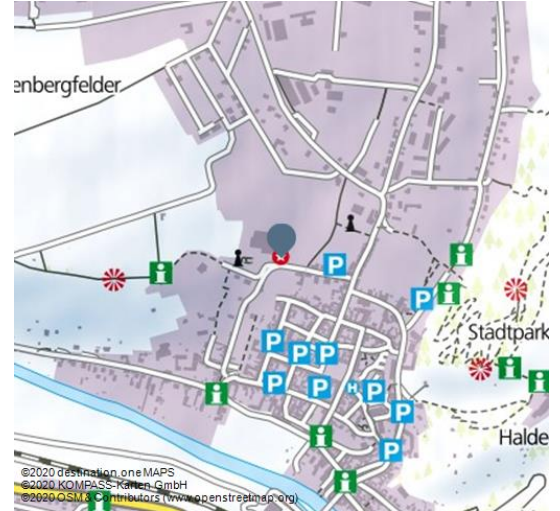 enbergfelder
P
i
i
i
P
Stadtpark
P
P
P
i
P
P
H
P
i
P
Halde
i
P
i
i
©2020 destination.one MAPS
©2020 KOMPASS-Karten GmbH
©2020 OSM & Contributors (www.openstreetmap.org)